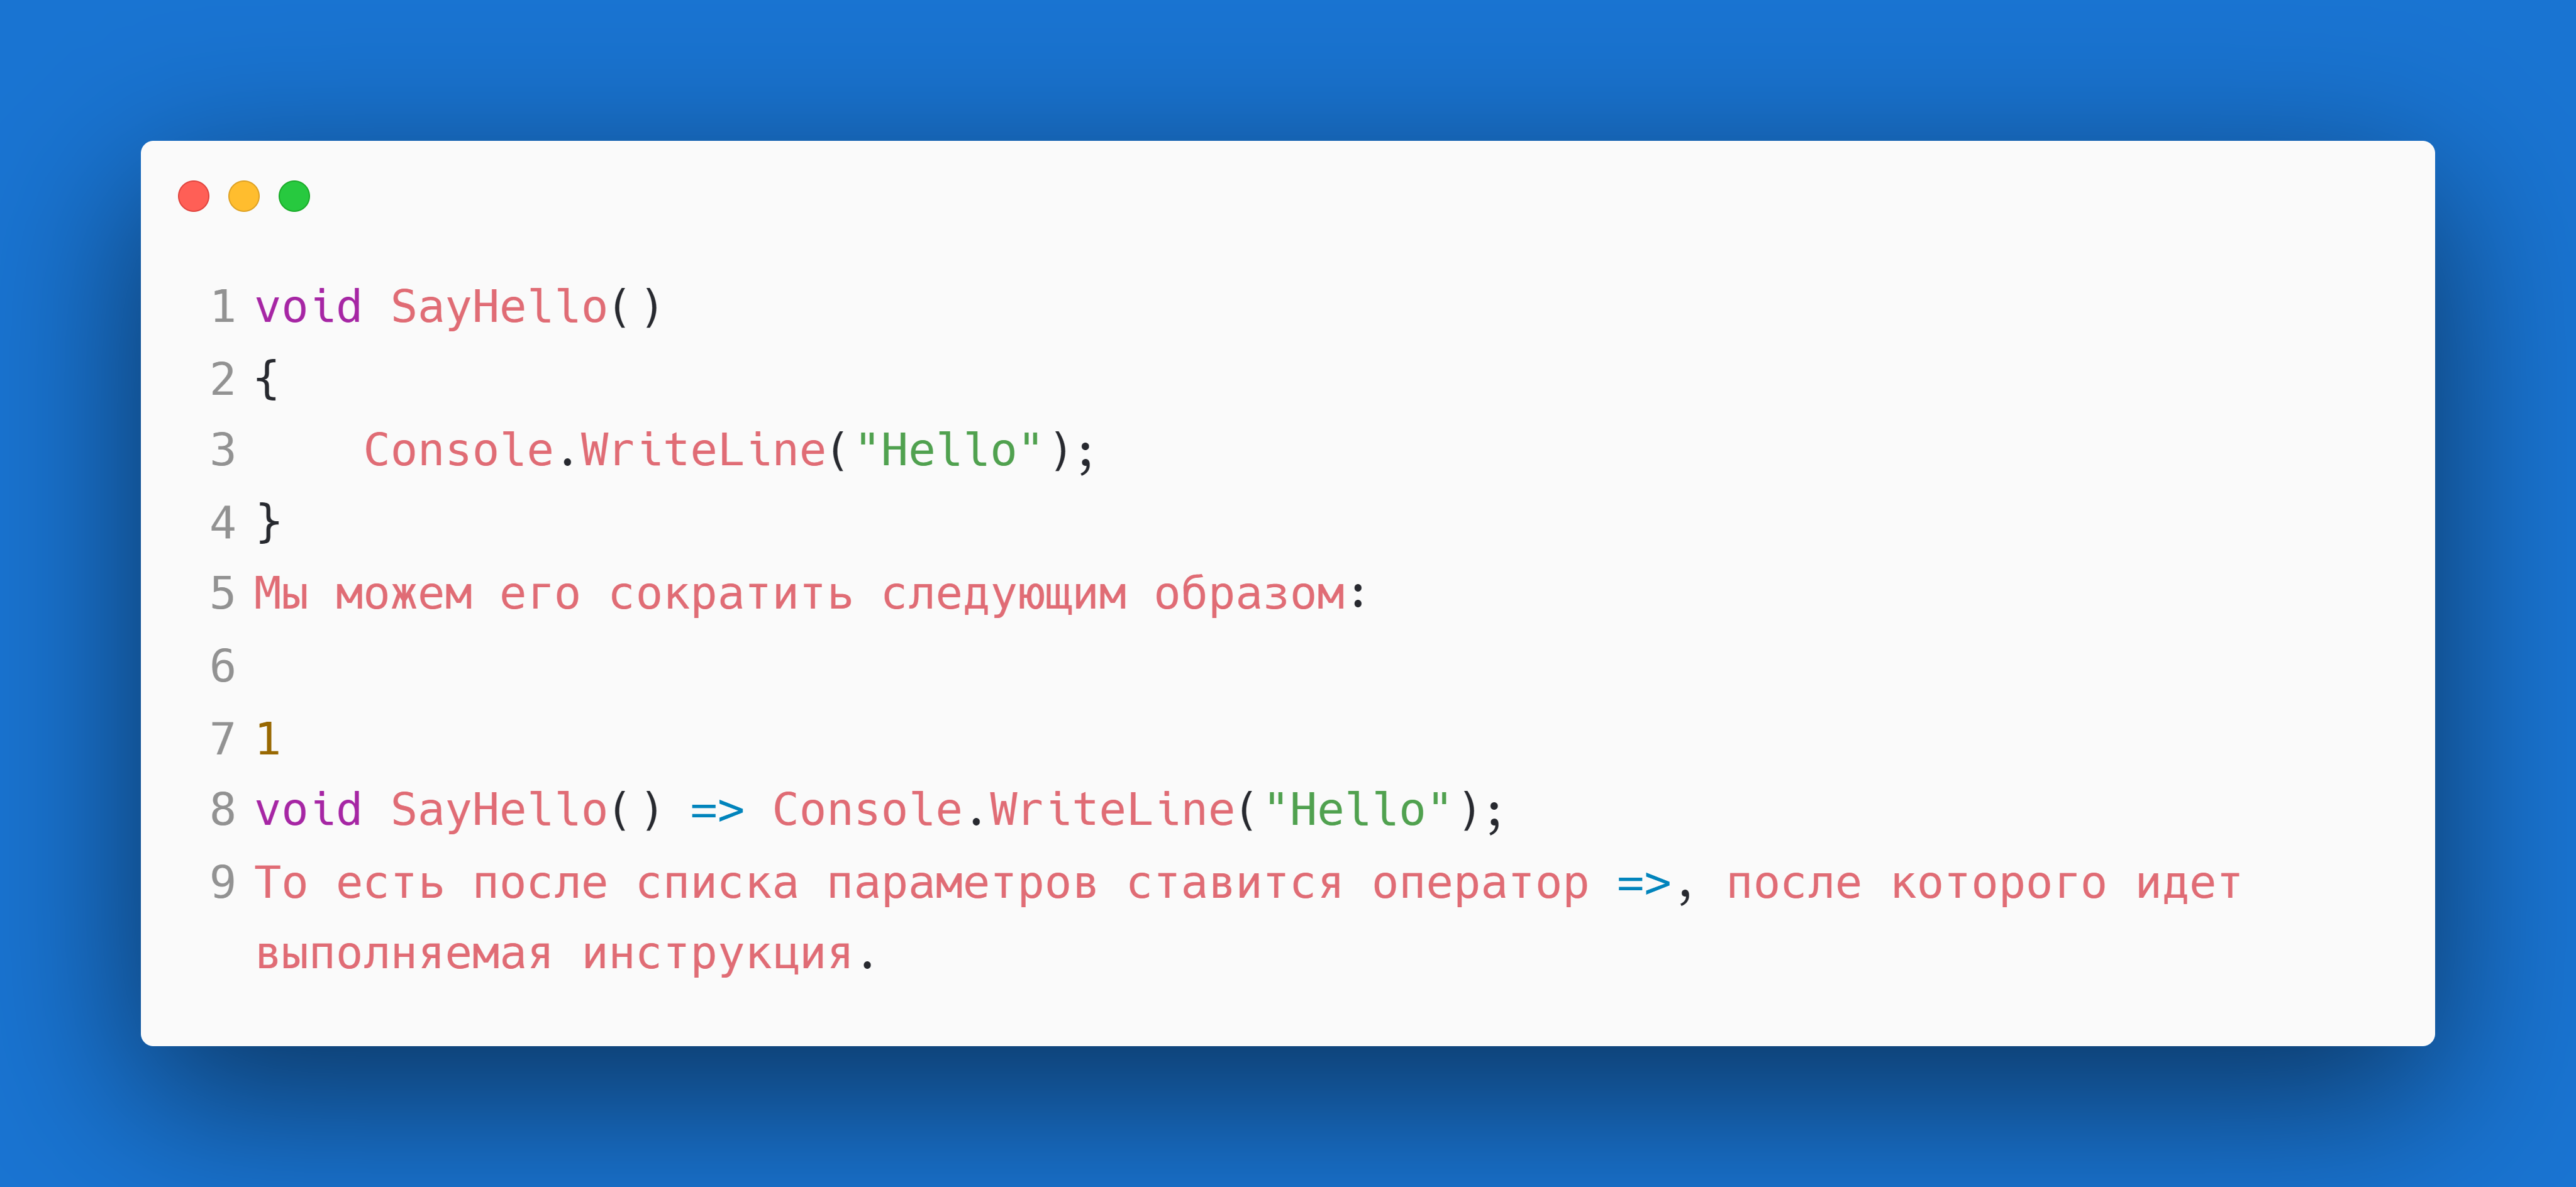 1 void SayHello()
2 {
3     Console.WriteLine("Hello");
4 }
5 Мы можем его сократить следующим образом:
6
7 1
8 void SayHello() => Console.WriteLine("Hello");
9 То есть после списка параметров ставится оператор =>, после которого идет
выполняемая инструкция.